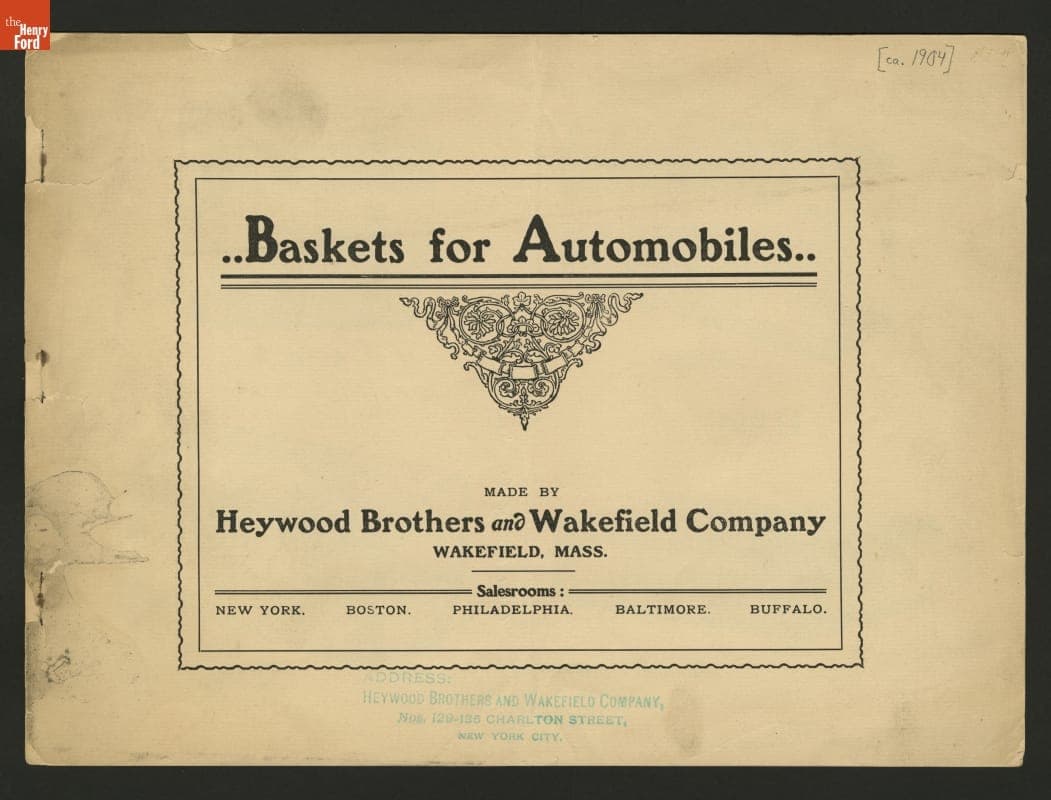 the
Henry
Ford
[ca. 1904]
..Baskets for Automobiles..
MADE BY
Heywood Brothers and Wakefield Company
WAKEFIELD, MASS.
Salesrooms:
NEW YORK. BOSTON. PHILADELPHIA. BALTIMORE. BUFFALO.
ADDRESS:
HEYWOOD BROTHERS AND WAKEFIELD COMPANY,
Nos. 129-135 CHARLTON STREET,
NEW YORK CITY.